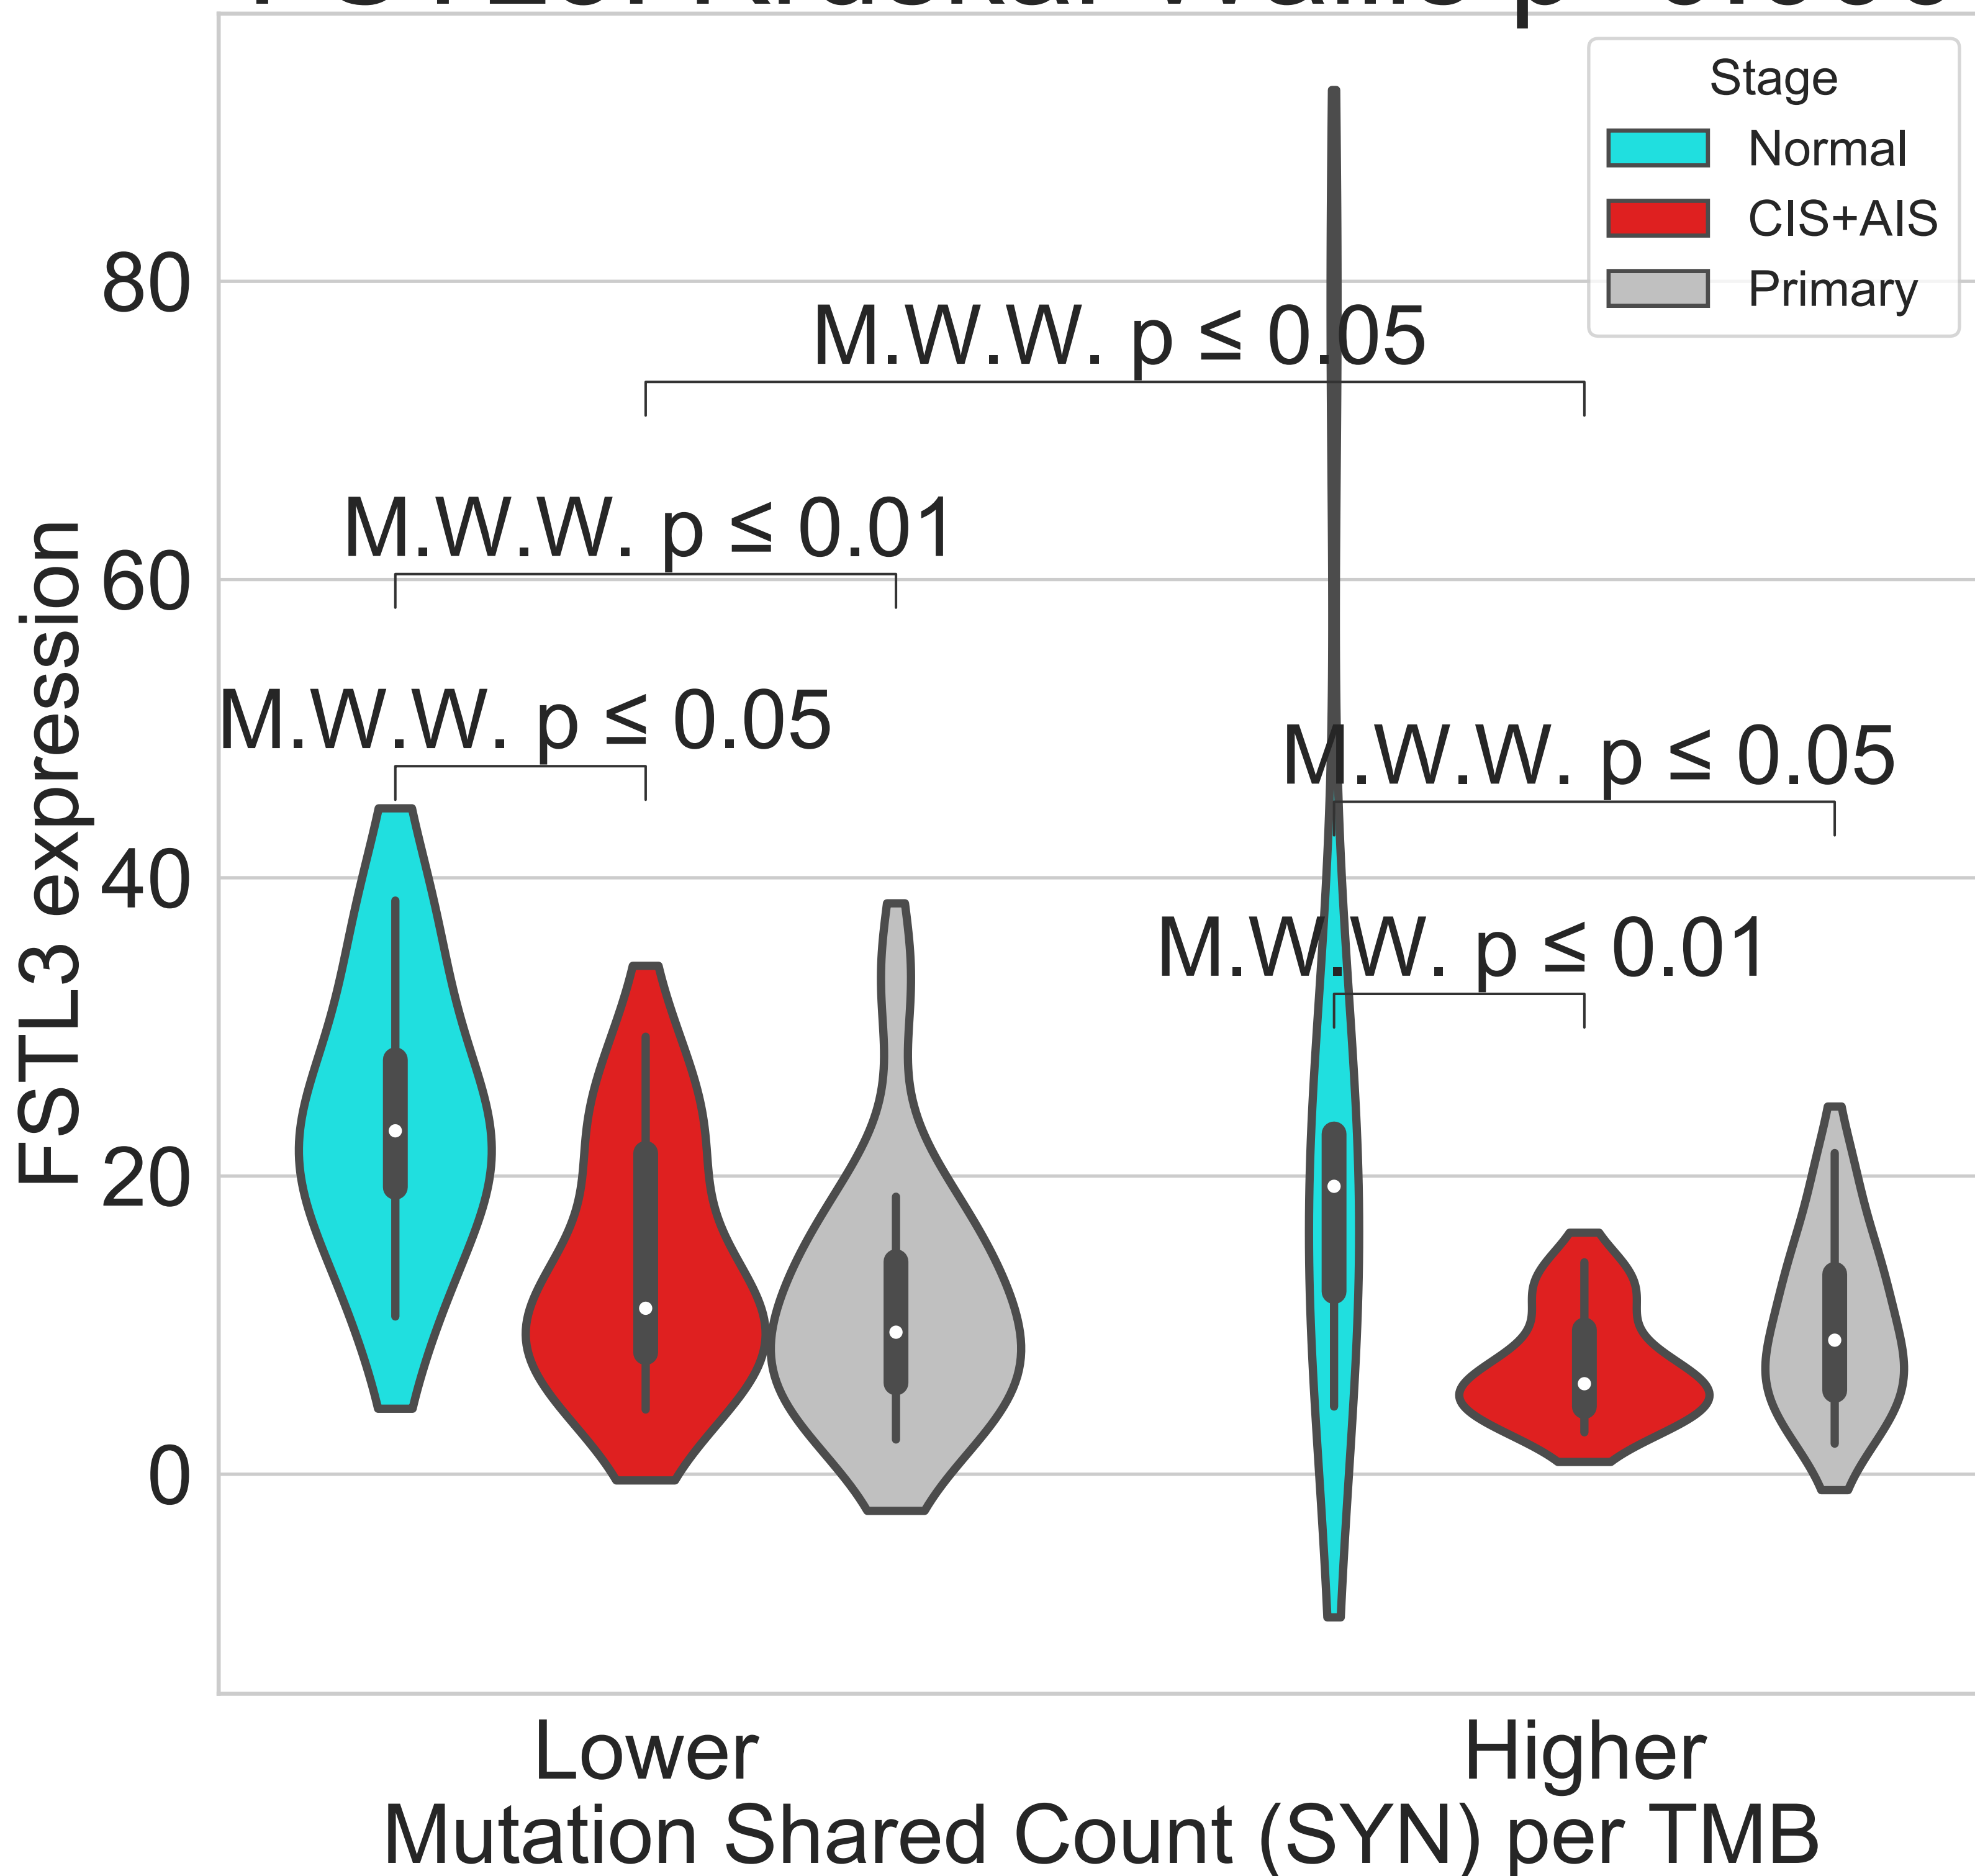 Stage
Normal
CIS+AIS
Primary
80
60
40
20
0
FSTL3 expression
M.W.W. p ≤ 0.05
M.W.W. p ≤ 0.01
M.W.W. p ≤ 0.05
M.W.W. p ≤ 0.05
M.W.W. p ≤ 0.01
Lower
Higher
Mutation Shared Count (SYN) per TMB